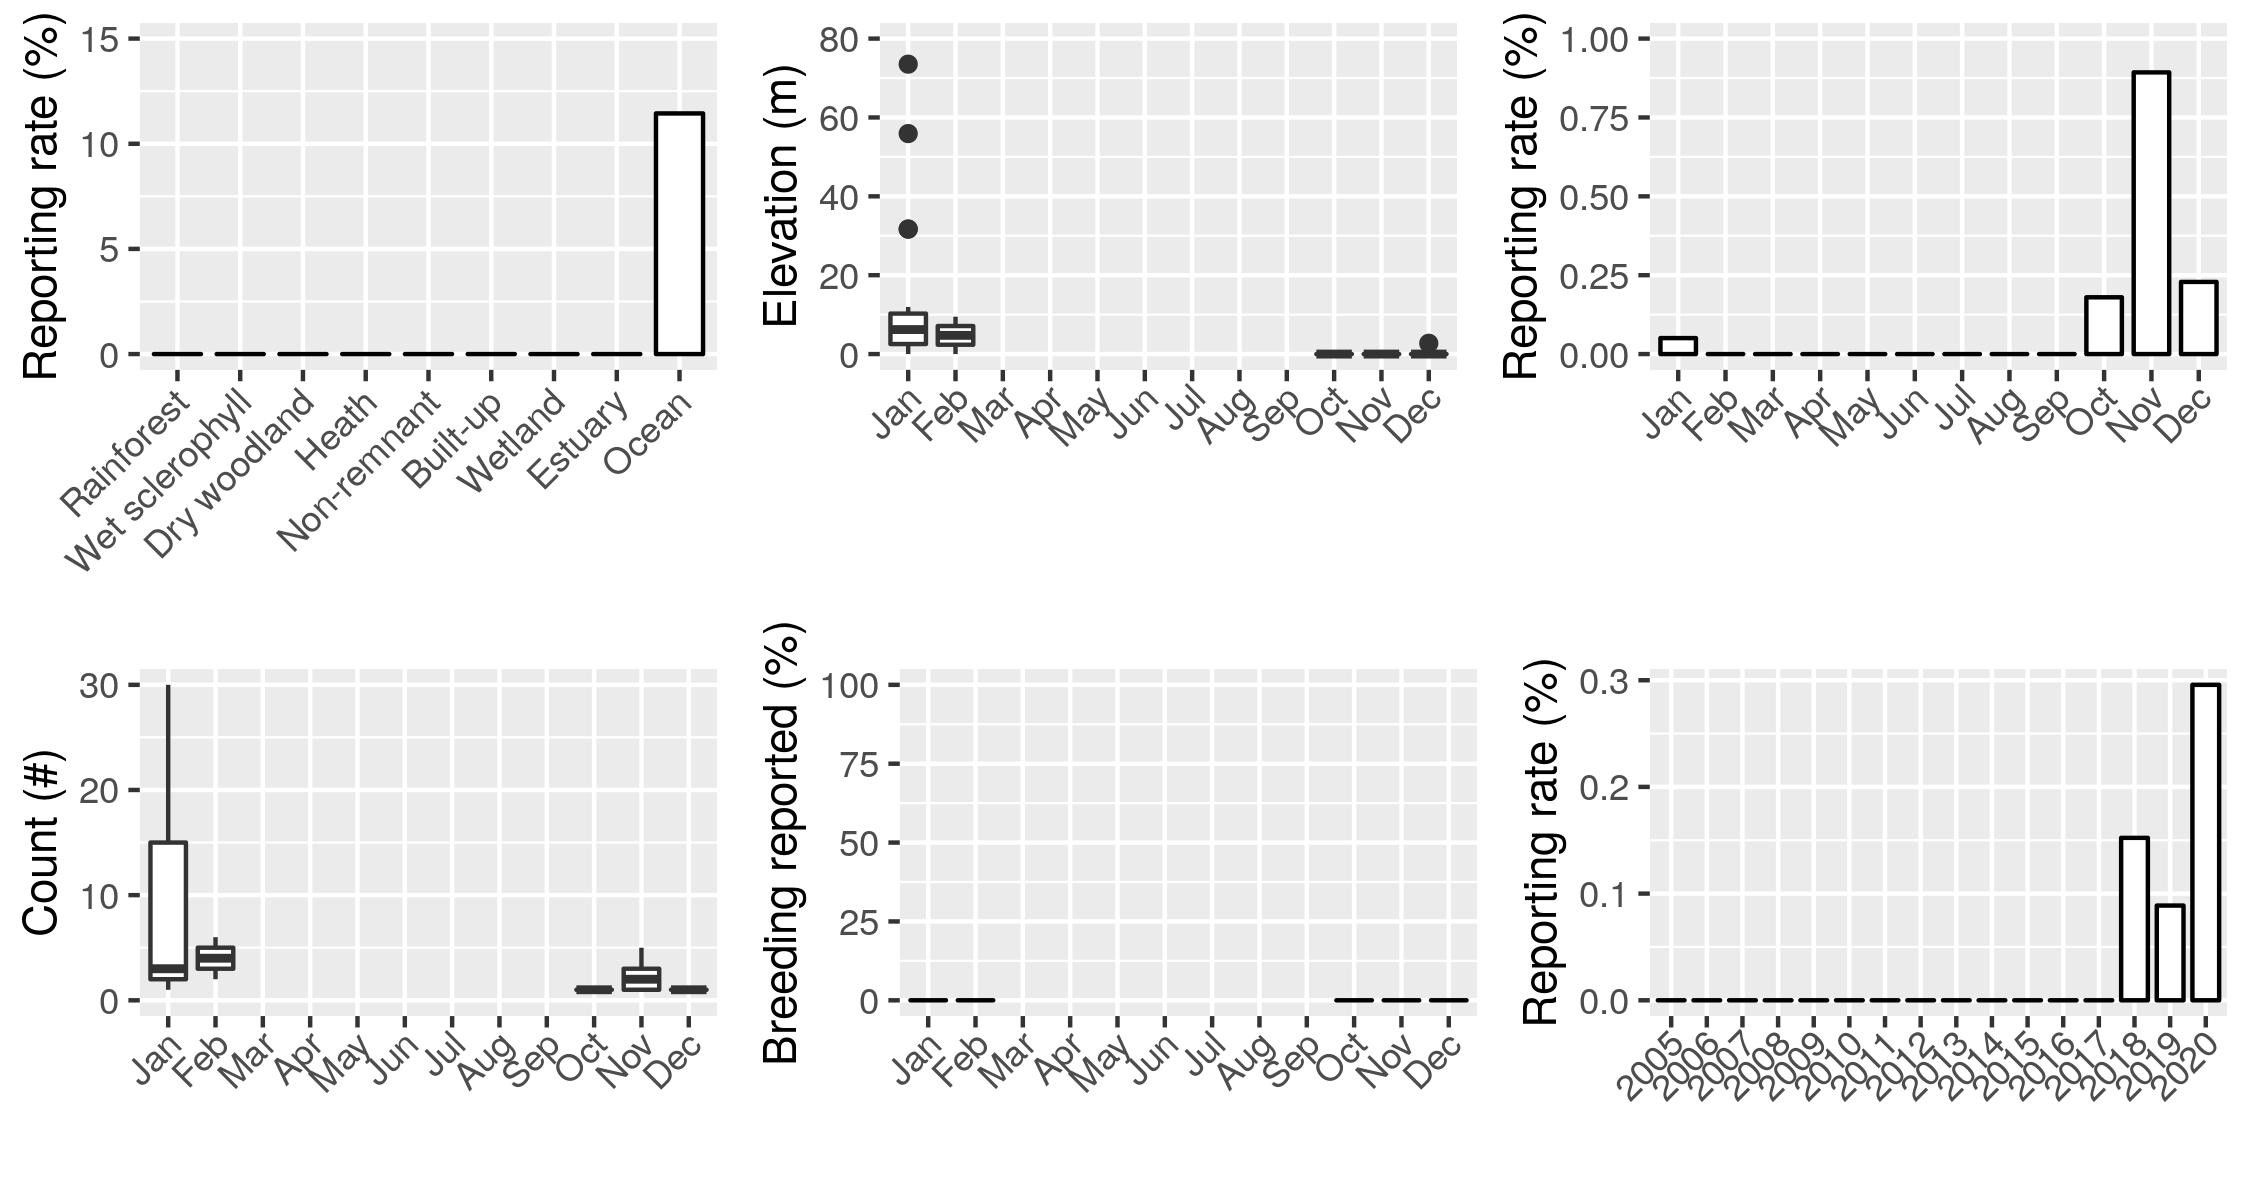 Reporting rate (%)
15
10
5
0
Rainforest
Wet sclerophyll
Dry woodland
Heath
Non-remnant
Built-up
Wetland
Estuary
Ocean
Elevation (m)
80
60
40
20
0
Jan
Feb
Mar
Apr
May
Jun
Jul
Aug
Sep
Oct
Nov
Dec
Reporting rate (%)
1.00
0.75
0.50
0.25
0.00
Jan
Feb
Mar
Apr
May
Jun
Jul
Aug
Sep
Oct
Nov
Dec
Count (#)
30
20
10
0
Jan
Feb
Mar
Apr
May
Jun
Jul
Aug
Sep
Oct
Nov
Dec
Breeding reported (%)
100
75
50
25
0
Jan
Feb
Mar
Apr
May
Jun
Jul
Aug
Sep
Oct
Nov
Dec
Reporting rate (%)
0.3
0.2
0.1
0.0
2005
2006
2007
2008
2009
2010
2011
2012
2013
2014
2015
2016
2017
2018
2019
2020